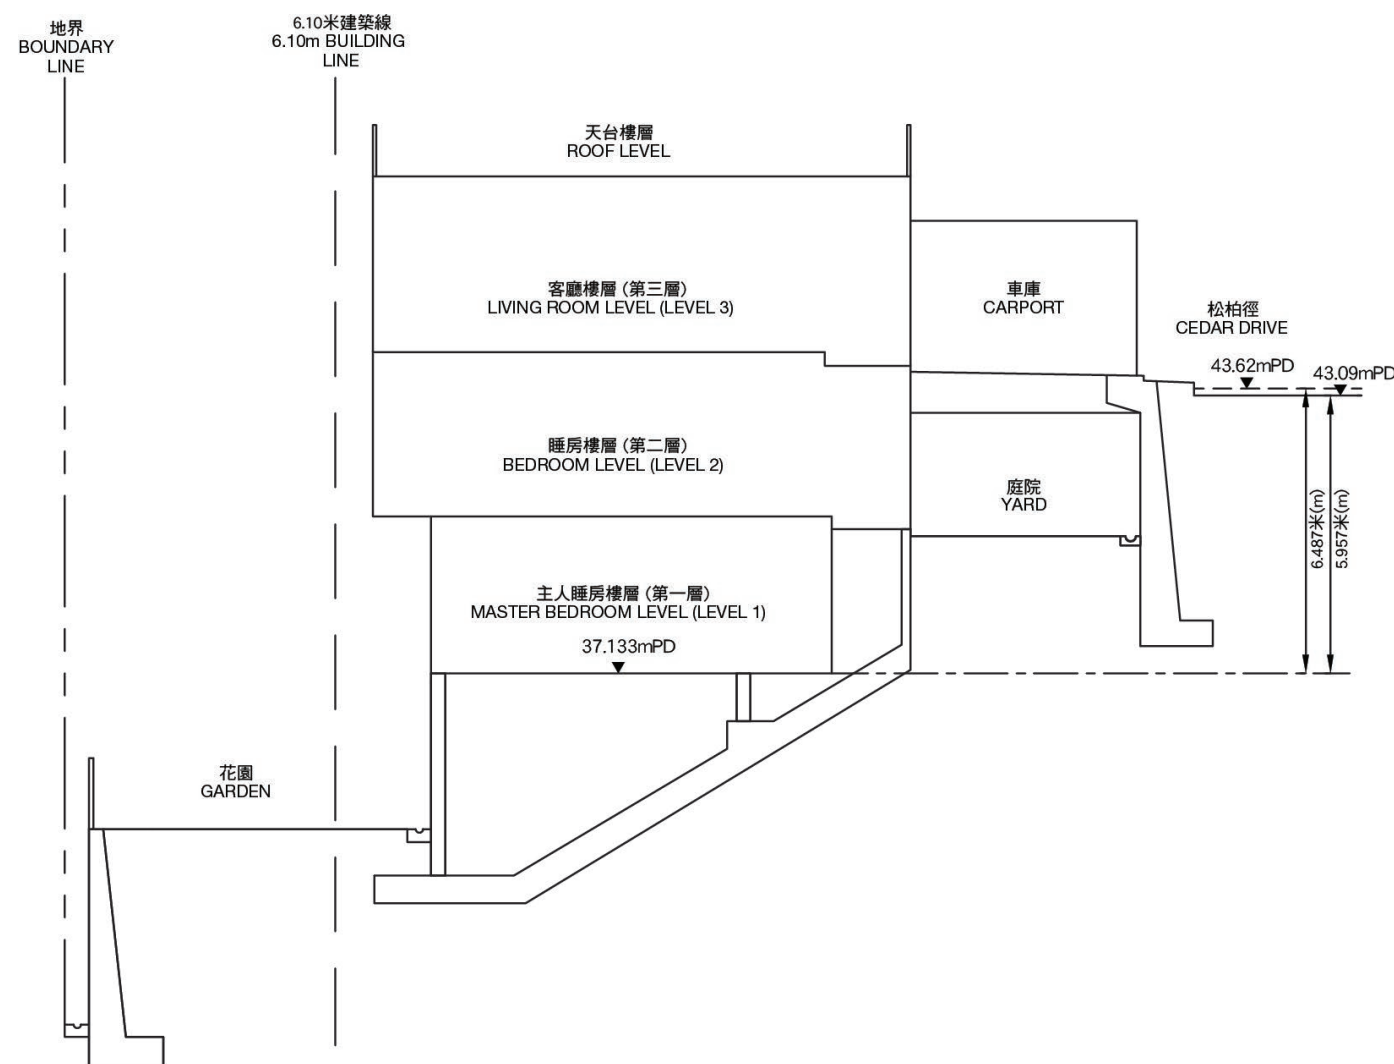 地界
BOUNDARY
LINE
6.10米建築線
6.10m BUILDING
LINE
天台樓層
ROOF LEVEL
客廳樓層 (第三層)
LIVING ROOM LEVEL (LEVEL 3)
車庫
CARPORT
松柏徑
CEDAR DRIVE
43.62mPD
43.09mPD
睡房樓層 (第二層)
BEDROOM LEVEL (LEVEL 2)
庭院
YARD
6.487米(m)
5.957米(m)
主人睡房樓層 (第一層)
MASTER BEDROOM LEVEL (LEVEL 1)
37.133mPD
花園
GARDEN